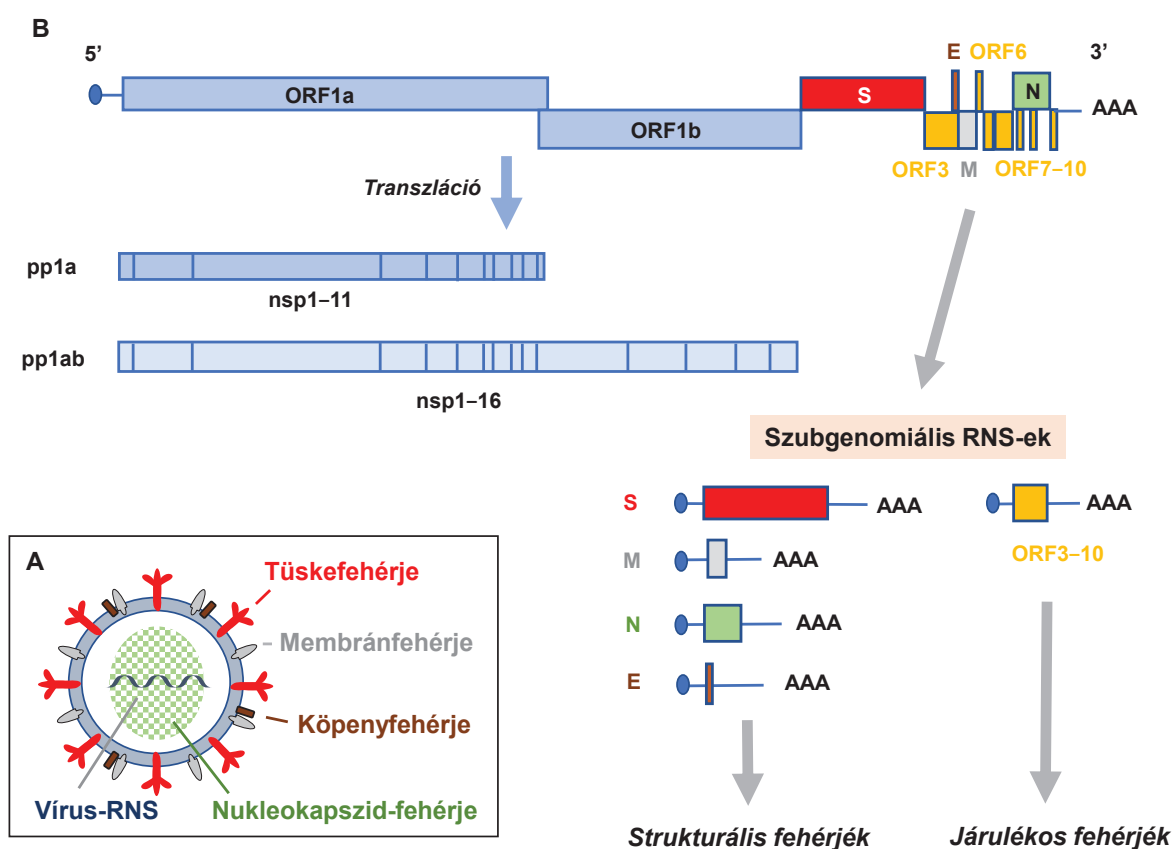 B
5’
E ORF6
3’
ORF1a
S
N
AAA
ORF1b
ORF3 M ORF7–10
Transzláció
pp1a
nsp1–11
pp1ab
nsp1–16
Szubgenomiális RNS-ek
S
AAA
AAA
ORF3–10
M
AAA
N
AAA
E
AAA
A
Tüskefehérje
Membránfehérje
Köpenyfehérje
Vírus-RNS
Nukleokapszid-fehérje
Strukturális fehérjék
Járulékos fehérjék